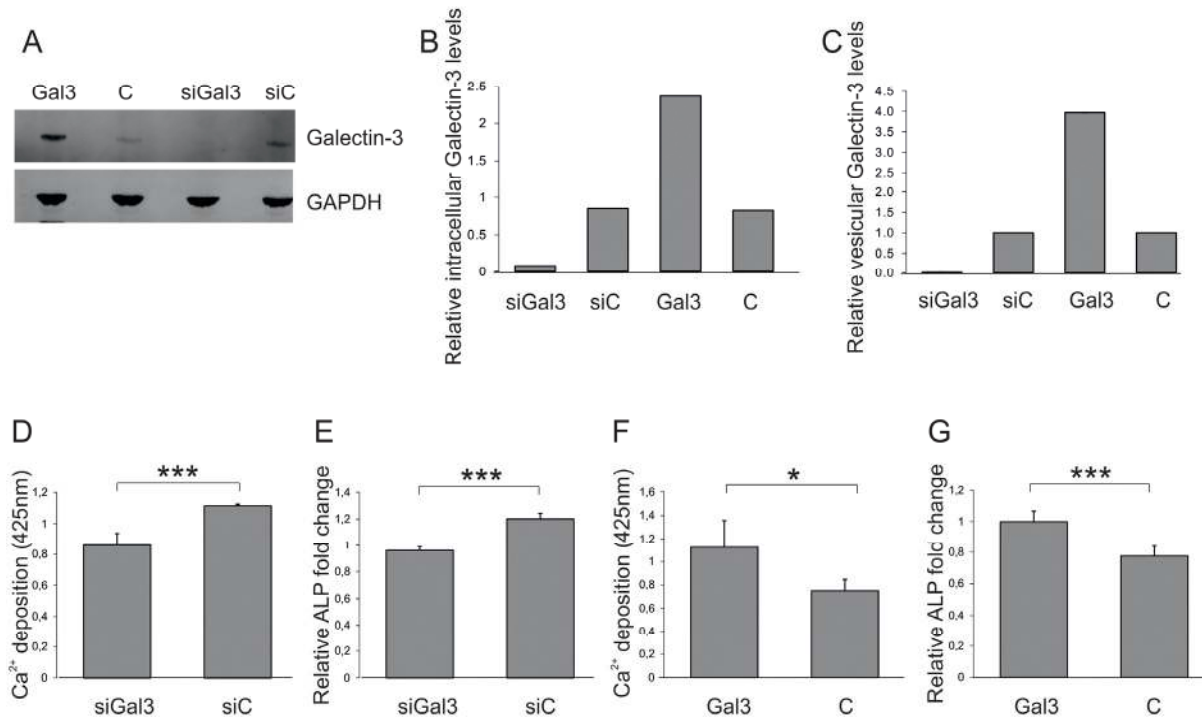 A
Gal3 C siGal3 siC
Galectin-3
GAPDH
B
Relative intracellular Galectin-3 levels
2.5
2
1
0.5
0
siGal3 siC Gal3 C
C
Relative vesicular Galectin-3 levels
4.5
4.0
3.5
3.0
2.5
2.0
1.5
1.0
0.5
0.0
siGal3 siC Gal3 C
D
Ca²⁺ deposition (425nm)
***
1,2
1
0,8
0,6
0,4
0,2
0
siGal3 siC
E
Relative ALP fold change
***
1,4
1,2
1
0,8
0,6
0,4
0,2
0
siGal3 siC
F
Ca²⁺ deposition (425nm)
*
1,6
1,4
1,2
1
0,8
0,6
0,4
0,2
0
Gal3 C
G
Relative ALP fold change
***
1,2
1
0,8
0,6
0,4
0,2
0
Gal3 C